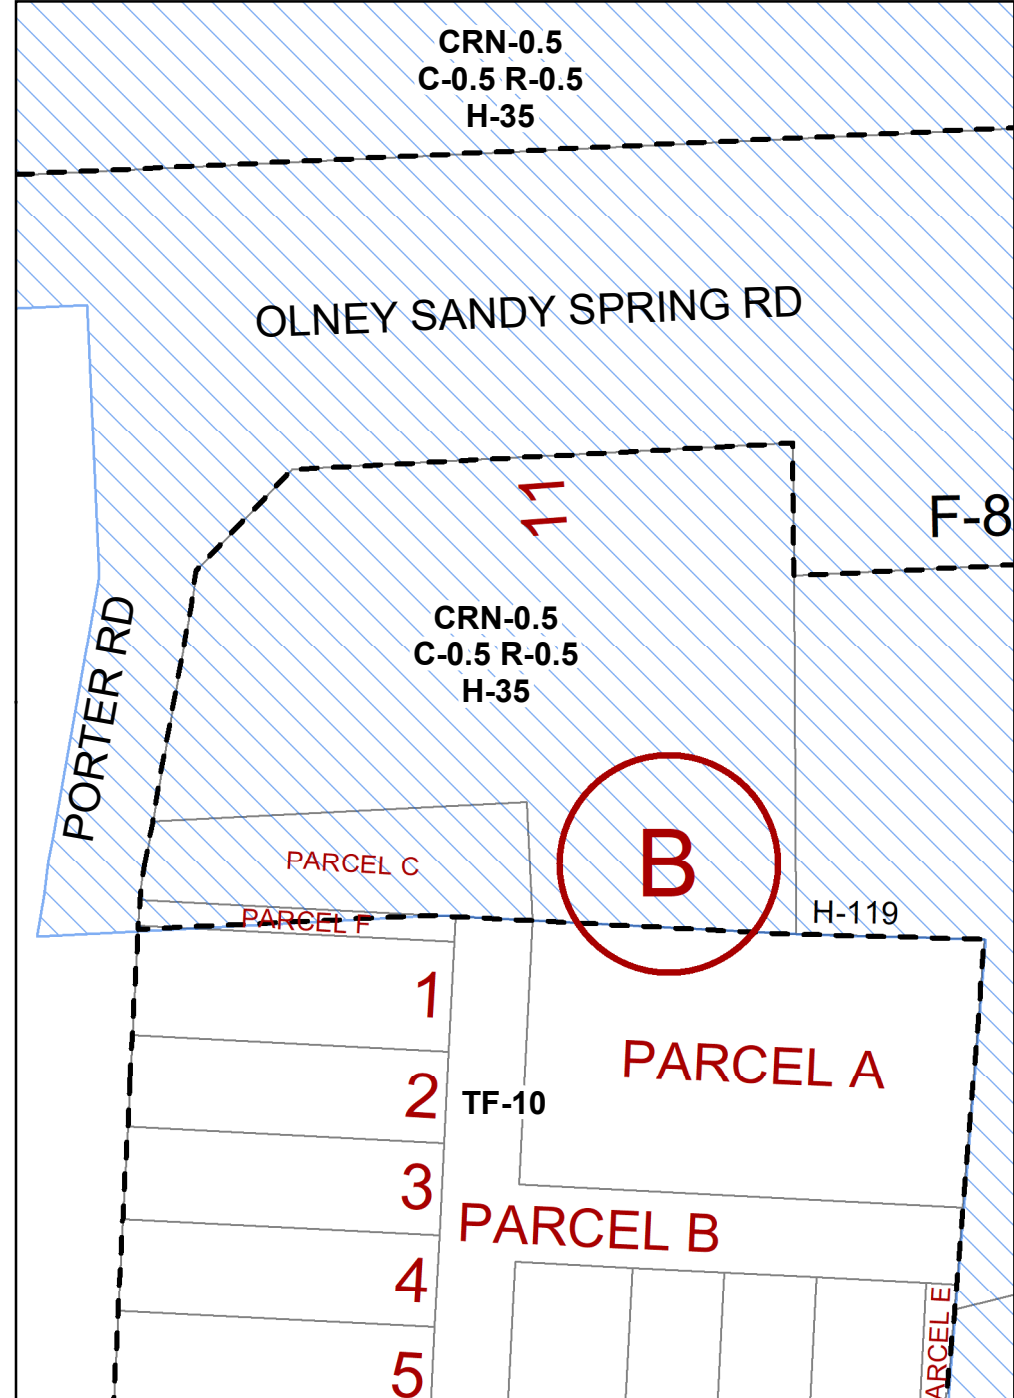 CRN-0.5
C-0.5 R-0.5
H-35
OLNEY SANDY SPRING RD
11
F-8
CRN-0.5
C-0.5 R-0.5
H-35
PORTER RD
B
PARCEL C
H-119
PARCEL F
1
PARCEL A
2
TF-10
3
PARCEL B
4
ARCEL E
5